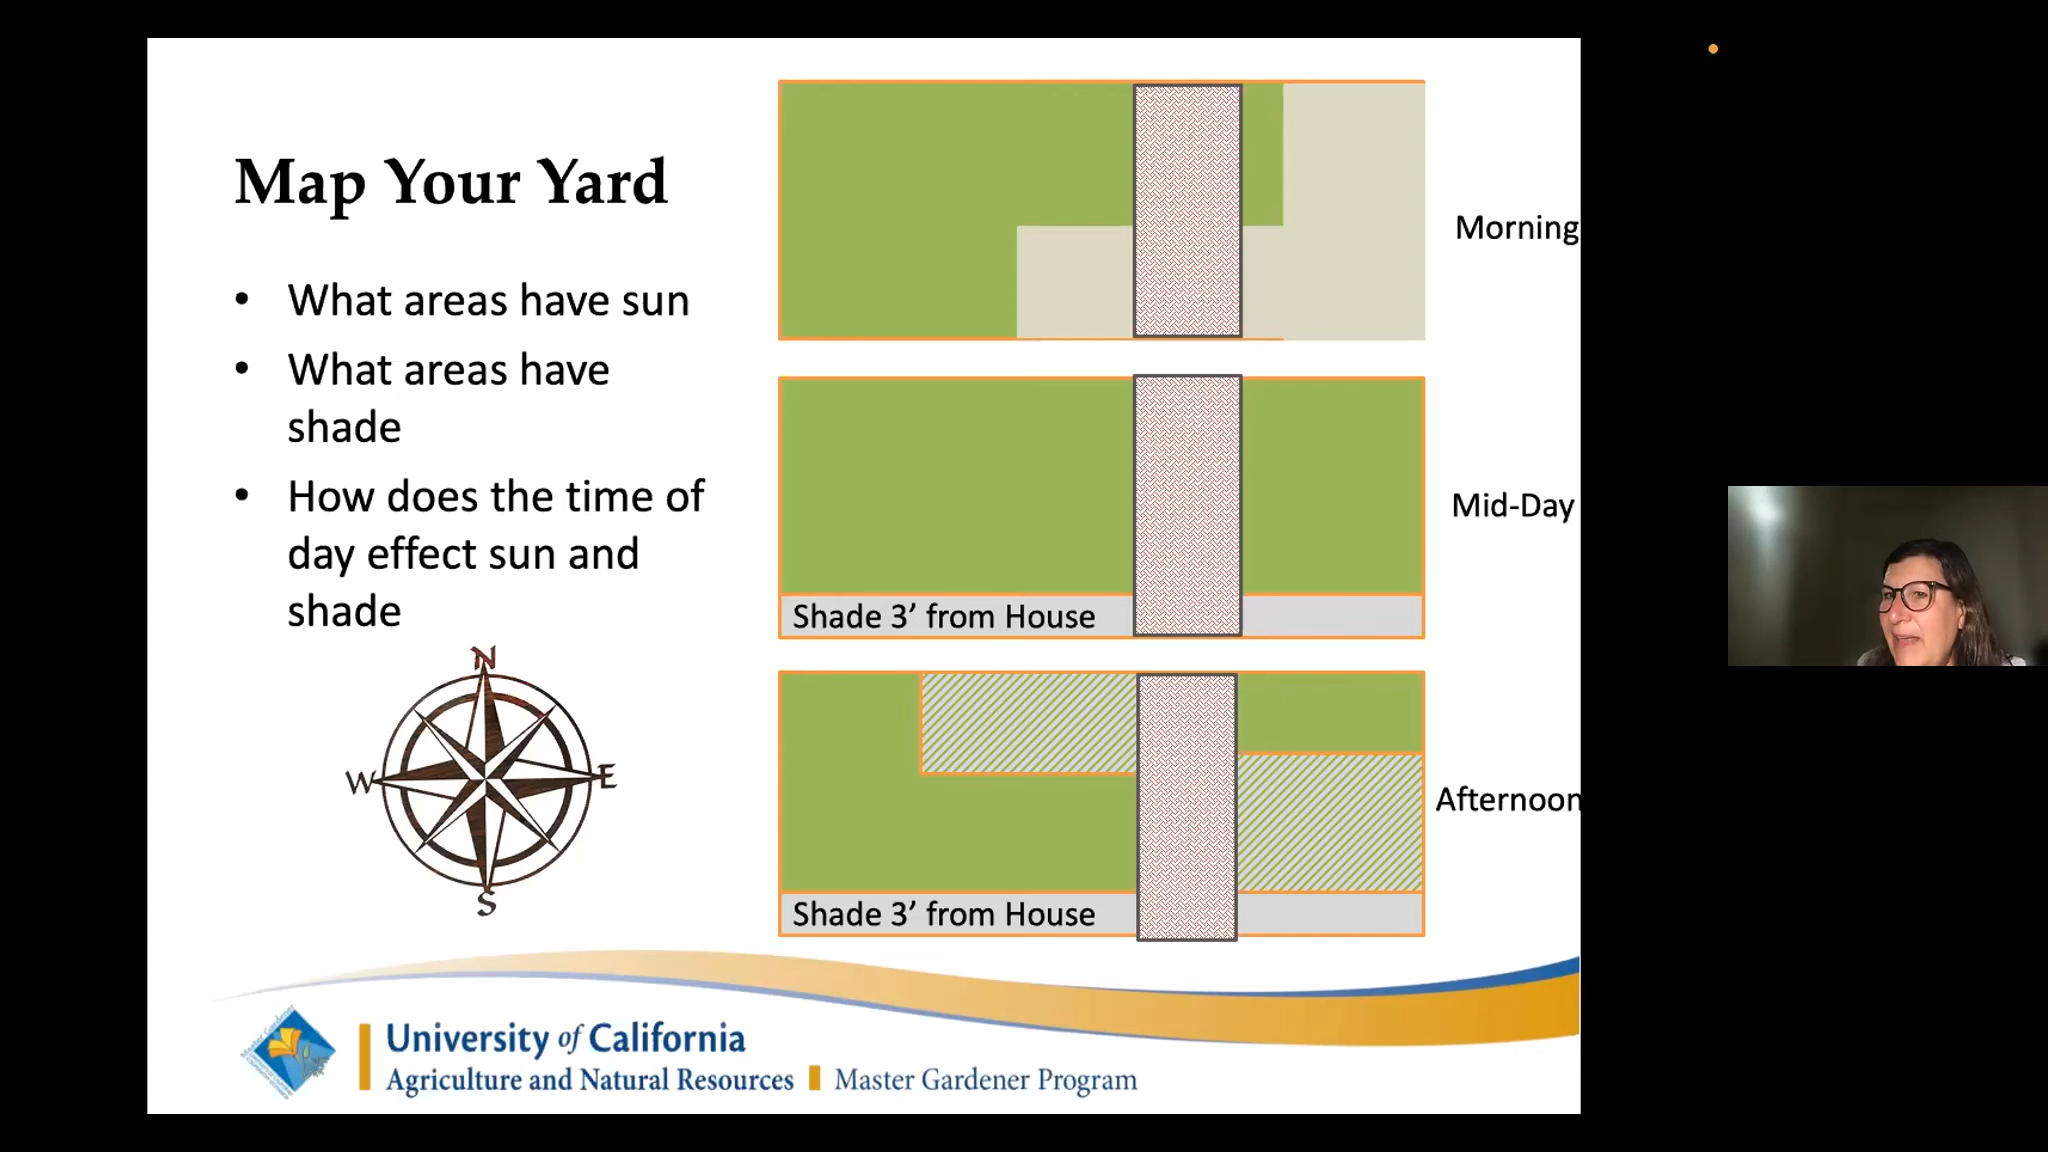 Map Your Yard
• What areas have sun
• What areas have
shade
• How does the time of
day effect sun and
shade
N
W
E
S
Morning
Mid-Day
Shade 3’ from House
Afternoon
Shade 3’ from House
University of California
Agriculture and Natural Resources
Master Gardener Program
Master Gardener